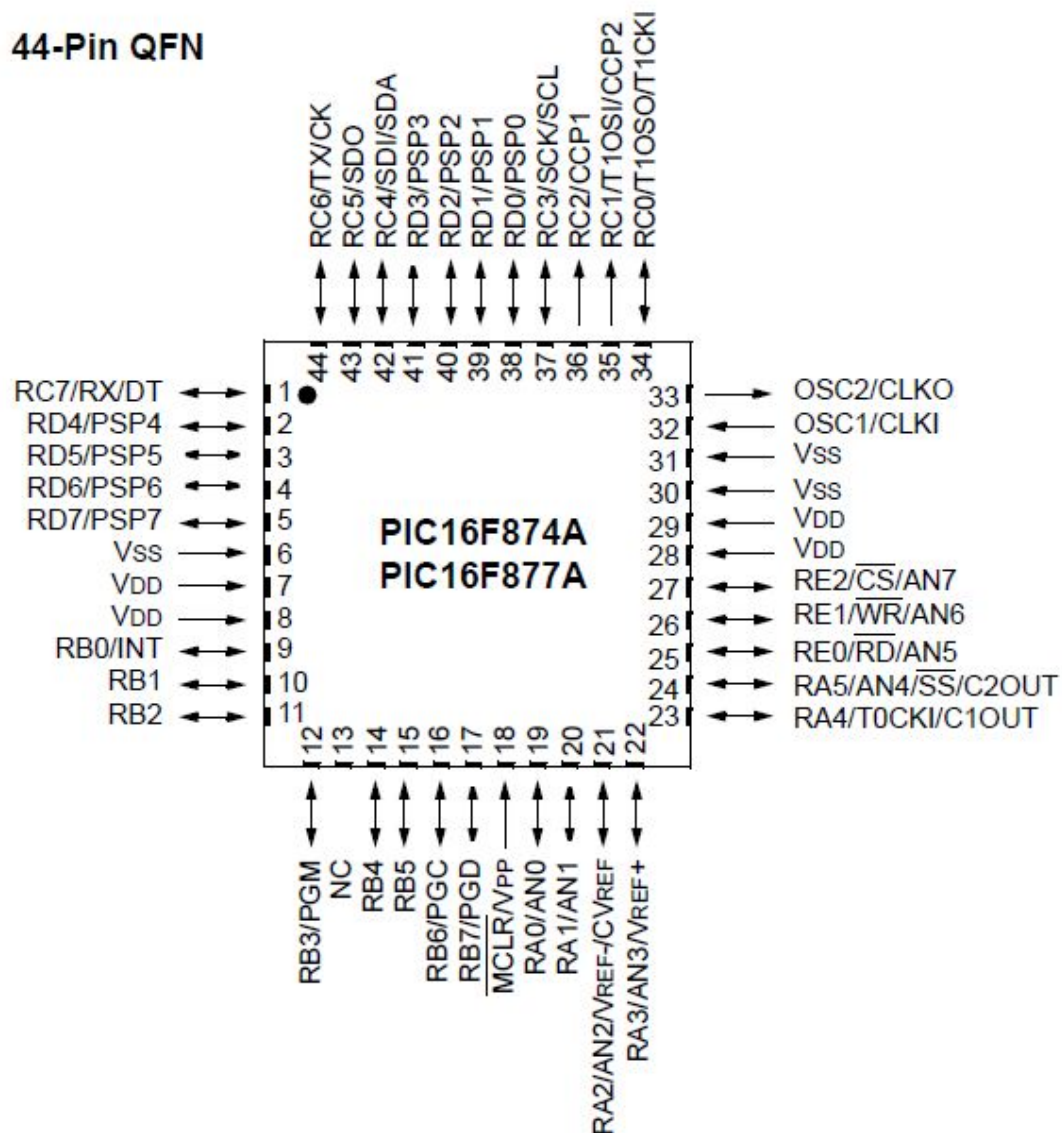 44-Pin QFN
RC6/TX/CK
RC5/SDO
RC4/SDI/SDA
RD3/PSP3
RD2/PSP2
RD1/PSP1
RD0/PSP0
RC3/SCK/SCL
RC2/CCP1
RC1/T1OSI/CCP2
RC0/T1OSO/T1CKI
44
43
42
41
40
39
38
37
36
35
34
RC7/RX/DT 1
RD4/PSP4 2
RD5/PSP5 3
RD6/PSP6 4
RD7/PSP7 5
VSS 6
VDD 7
VDD 8
RB0/INT 9
RB1 10
RB2 11
PIC16F874A
PIC16F877A
33 OSC2/CLKO
32 OSC1/CLKI
31 VSS
30 VSS
29 VDD
28 VDD
27 RE2/C̅S̅/AN7
26 RE1/W̅R̅/AN6
25 RE0/R̅D̅/AN5
24 RA5/AN4/S̅S̅/C2OUT
23 RA4/T0CKI/C1OUT
12
13
14
15
16
17
18
19
20
21
22
RB3/PGM
NC
RB4
RB5
RB6/PGC
RB7/PGD
M̅C̅L̅R̅/VPP
RA0/AN0
RA1/AN1
RA2/AN2/VREF-/CVREF
RA3/AN3/VREF+